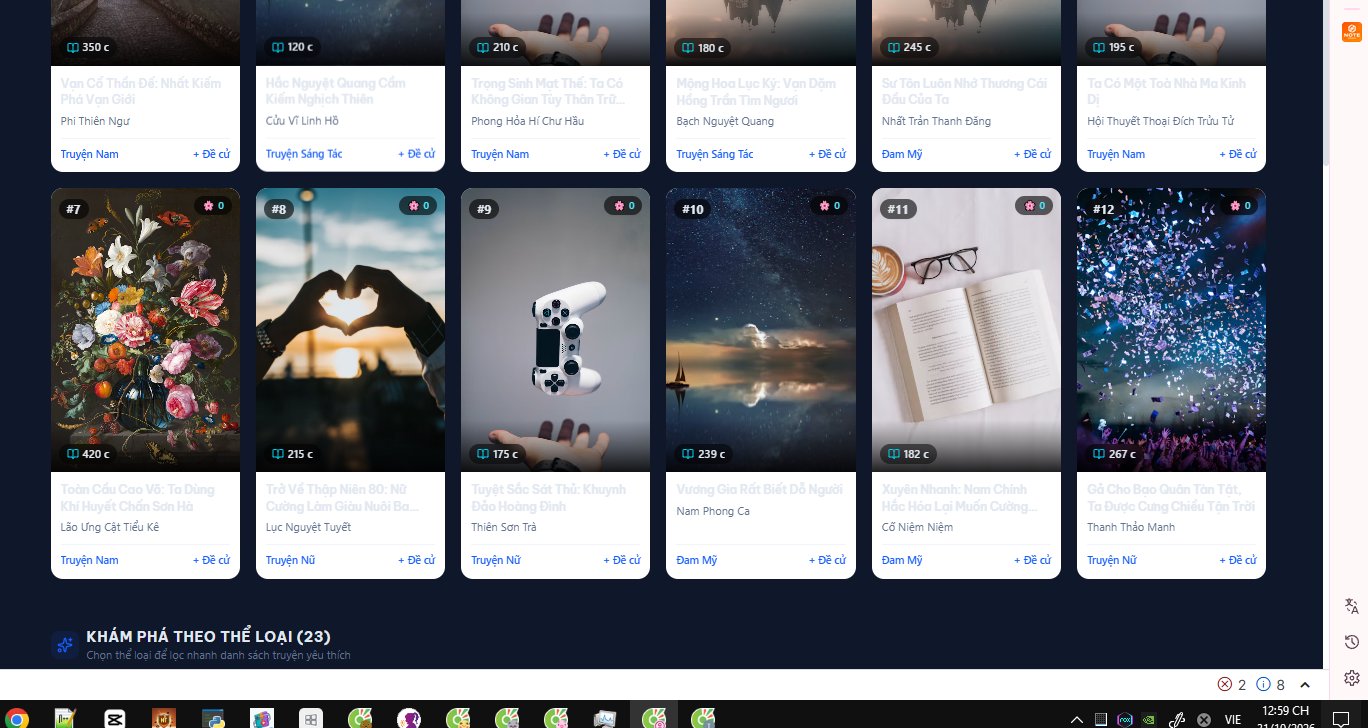 350 c
120 c
210 c
180 c
245 c
195 c
Vạn Cổ Thần Đế: Nhất Kiếm
Phá Vạn Giới
Phi Thiên Ngư
Truyện Nam
+ Đề cử
Hắc Nguyệt Quang Cầm
Kiếm Nghịch Thiên
Cửu Vĩ Linh Hồ
Truyện Sáng Tác
+ Đề cử
Trọng Sinh Mạt Thế: Ta Có
Không Gian Tùy Thân Trữ...
Phong Hỏa Hí Chư Hầu
Truyện Nam
+ Đề cử
Mộng Hoa Lục Ký: Vạn Dặm
Hồng Trần Tìm Ngươi
Bạch Nguyệt Quang
Truyện Sáng Tác
+ Đề cử
Sư Tôn Luôn Nhớ Thương Cái
Đầu Của Ta
Nhất Trản Thanh Đăng
Đam Mỹ
+ Đề cử
Ta Có Một Toà Nhà Ma Kinh
Dị
Hội Thuyết Thoại Đích Trửu Tử
Truyện Nam
+ Đề cử
#7
0
420 c
Toàn Cầu Cao Võ: Ta Dùng
Khí Huyết Chấn Sơn Hà
Lão Ưng Cật Tiểu Kê
Truyện Nam
+ Đề cử
#8
0
215 c
Trở Về Thập Niên 80: Nữ
Cường Làm Giàu Nuôi Ba...
Lục Nguyệt Tuyết
Truyện Nữ
+ Đề cử
#9
0
175 c
Tuyệt Sắc Sát Thủ: Khuynh
Đảo Hoàng Đình
Thiên Sơn Trà
Truyện Nữ
+ Đề cử
#10
0
239 c
Vương Gia Rất Biết Dỗ Người
Nam Phong Ca
Đam Mỹ
+ Đề cử
#11
0
182 c
Xuyên Nhanh: Nam Chính
Hắc Hóa Lại Muốn Cưỡng...
Cố Niệm Niệm
Đam Mỹ
+ Đề cử
#12
0
267 c
Gả Cho Bạo Quân Tàn Tật,
Ta Được Cưng Chiều Tận Trời
Thanh Thảo Manh
Truyện Nữ
+ Đề cử
KHÁM PHÁ THEO THỂ LOẠI (23)
Chọn thể loại để lọc nhanh danh sách truyện yêu thích
2
8
NOTE
VIE
12:59 CH